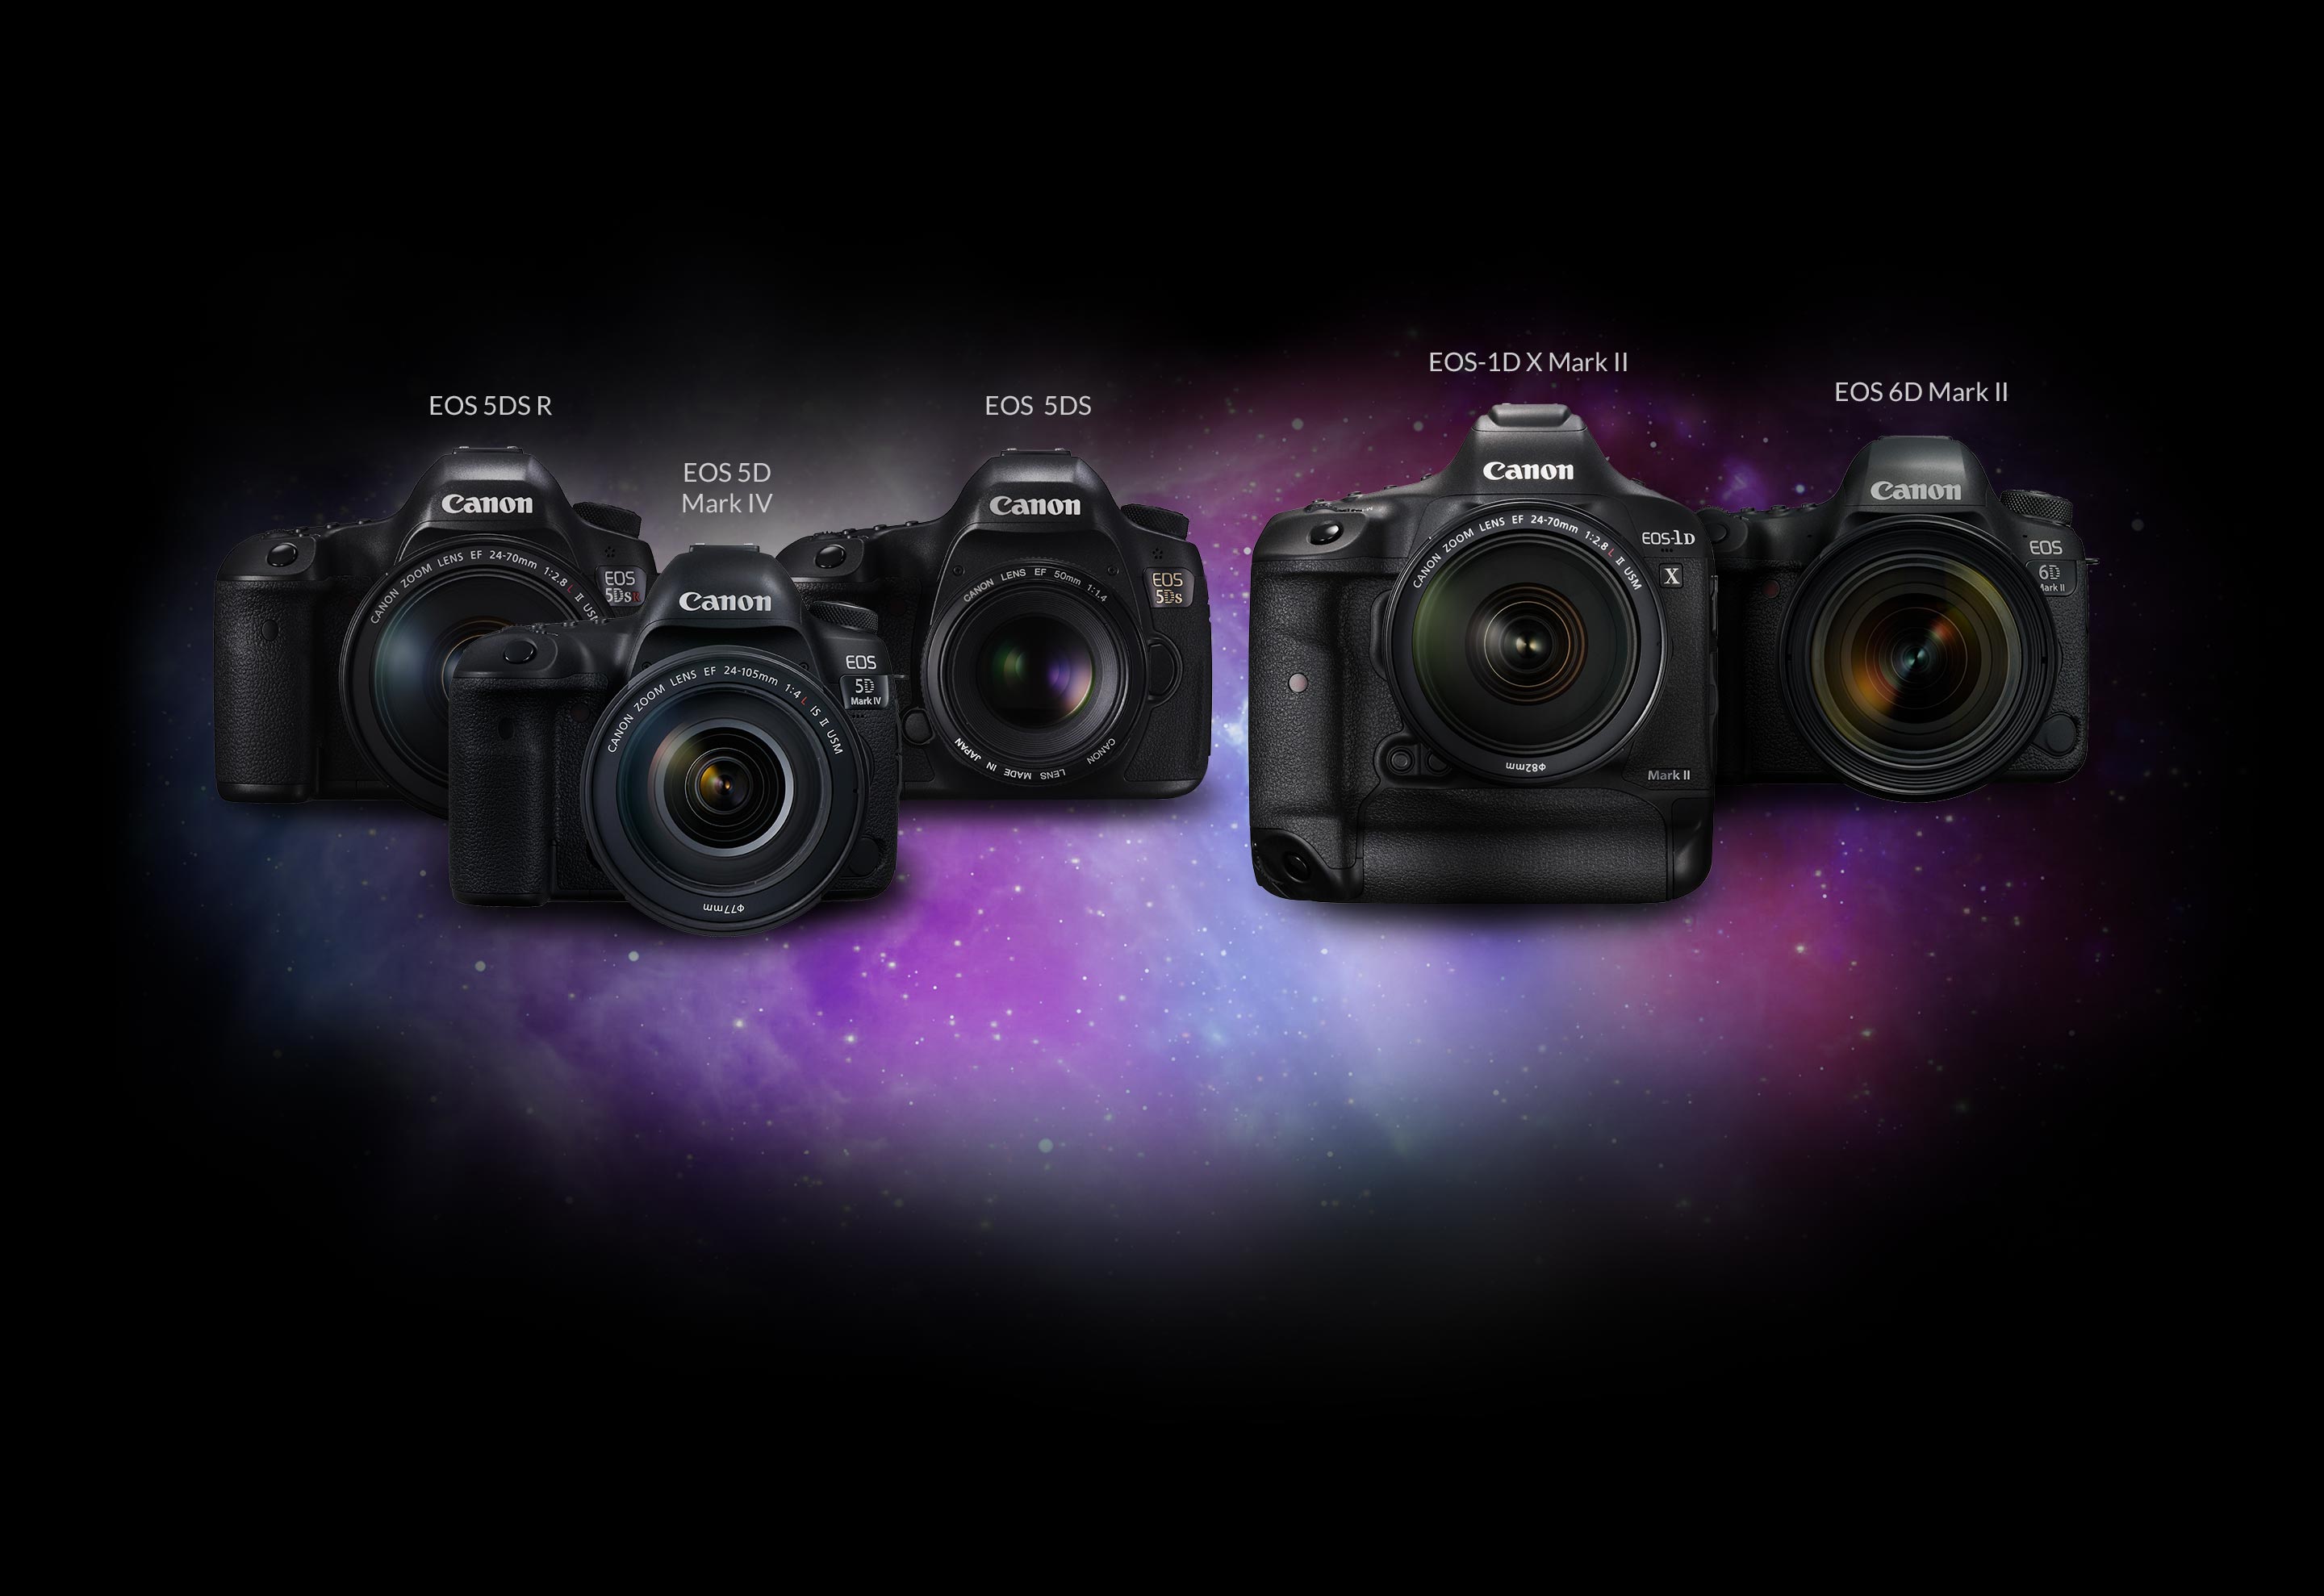 EOS 5DS R
EOS 5D
Mark IV
EOS  5DS
EOS-1D X Mark II
EOS 6D Mark II
Canon
CANON ZOOM LENS EF 24-70mm 1:2.8 L II USM
EOS
5Ds R
Canon
CANON ZOOM LENS EF 24-105mm 1:4 L IS II USM
EOS
5D
Mark IV
φ77mm
Canon
CANON LENS EF 50mm 1:1.4
EOS
5Ds
CANON LENS MADE IN JAPAN
Canon
CANON ZOOM LENS EF 24-70mm 1:2.8 L II USM
EOS-1D
X
φ82mm
Mark II
Canon
EOS
6D
Mark II